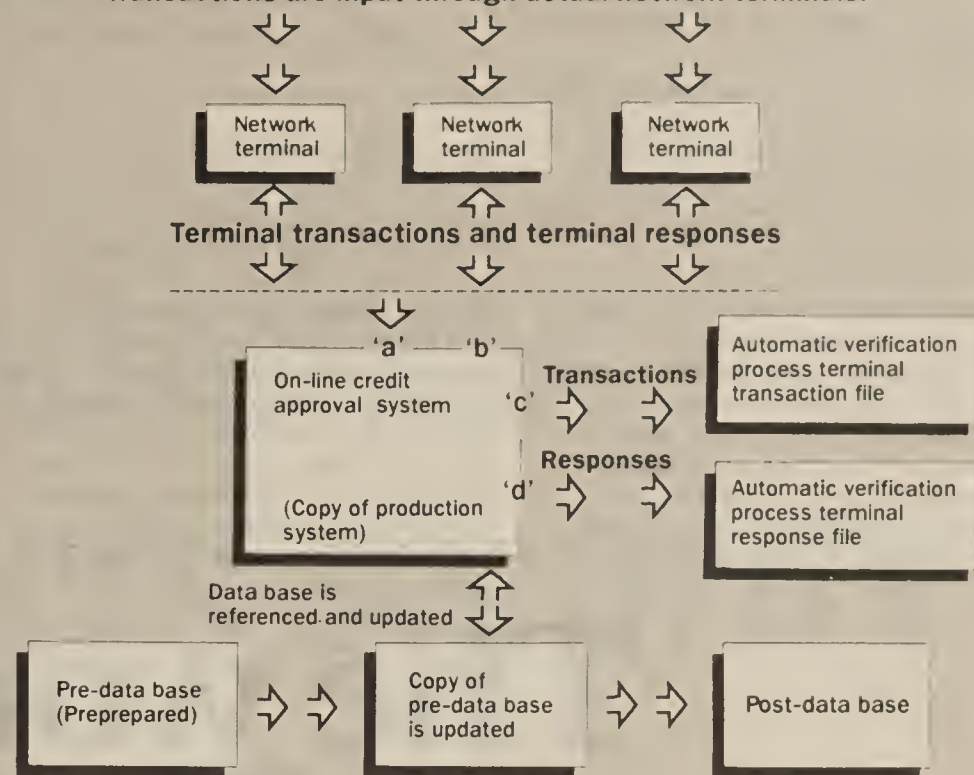 Network
terminal
Network
terminal
Network
terminal
Terminal transactions and terminal responses
'a' 'b'
On-line credit
approval system
(Copy of production
system)
'c'
Transactions
Automatic verification
process terminal
transaction file
'd'
Responses
Automatic verification
process terminal
response file
Data base is
referenced and updated
Pre-data base
(Preprepared)
Copy of
pre-data base
is updated
Post-data base